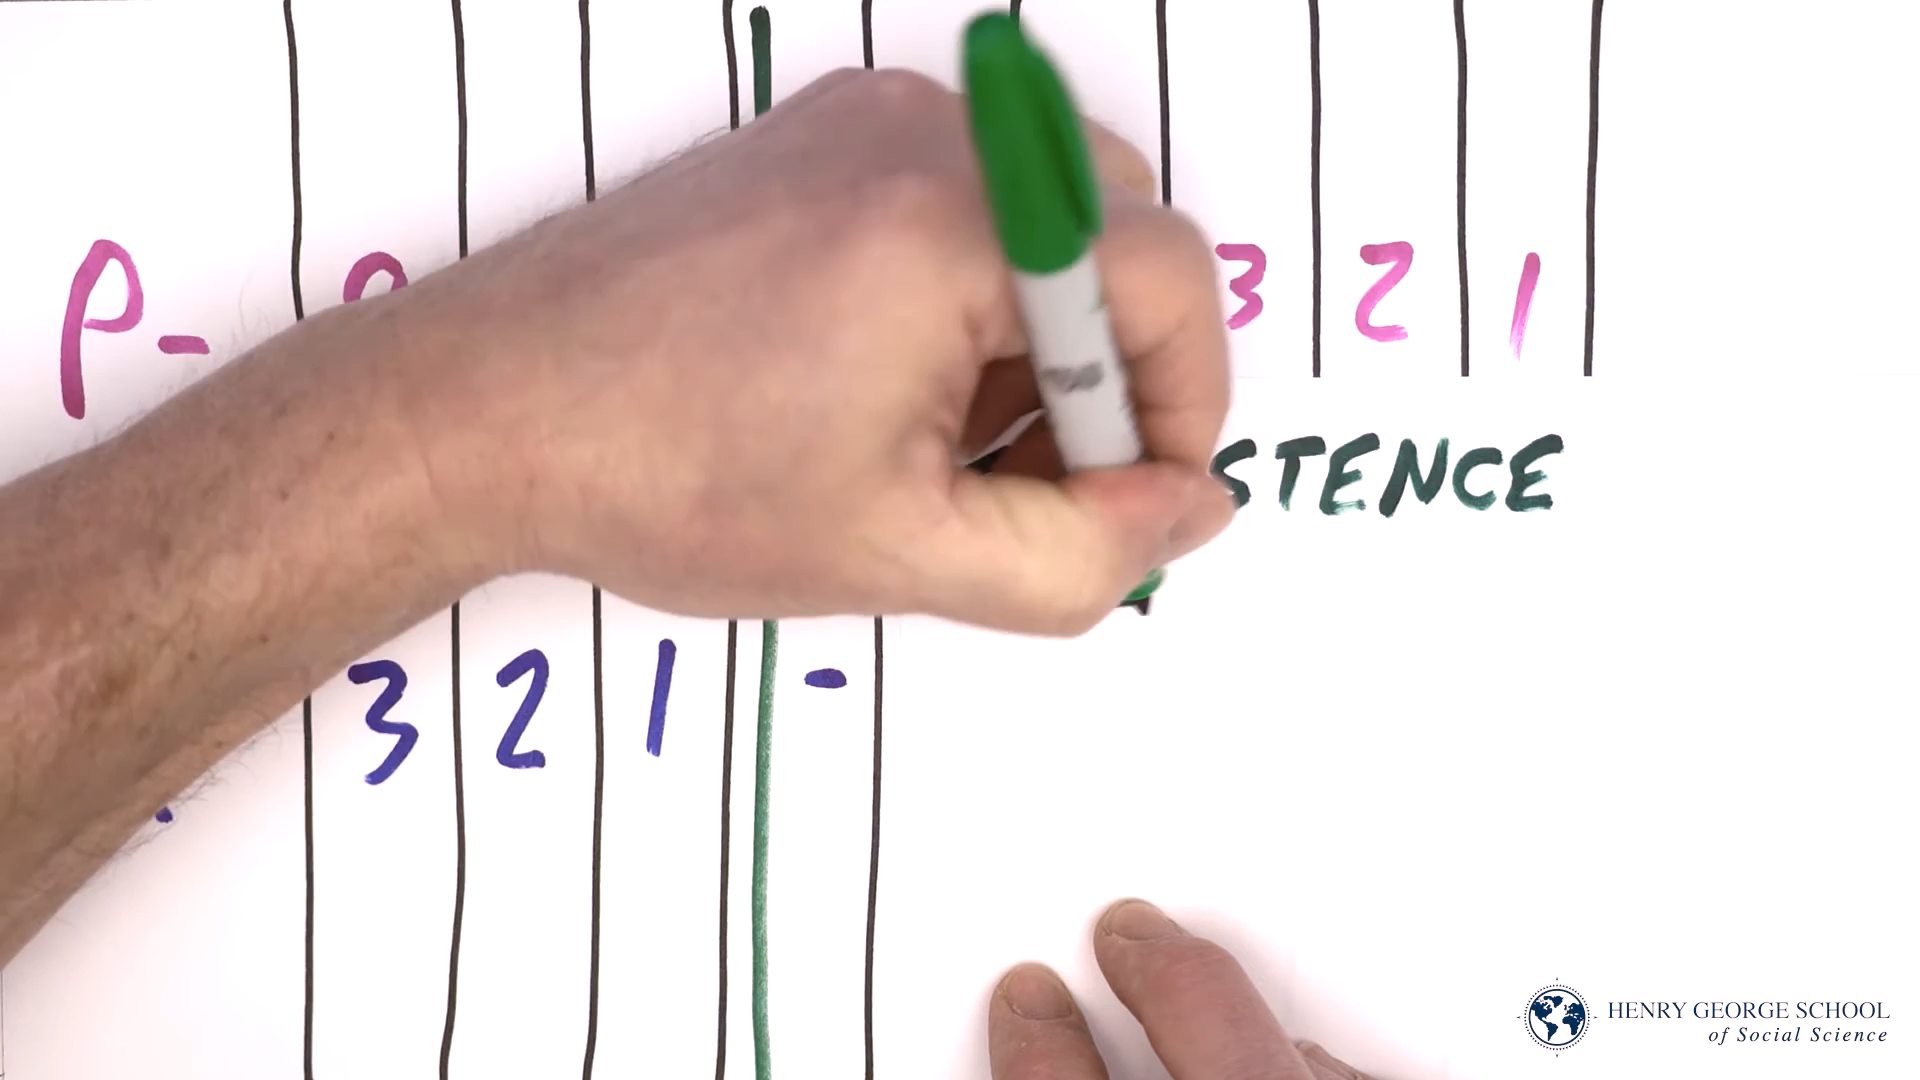 P- 3 2 1
STENCE
3 2 1 -
HENRY GEORGE SCHOOL
of Social Science